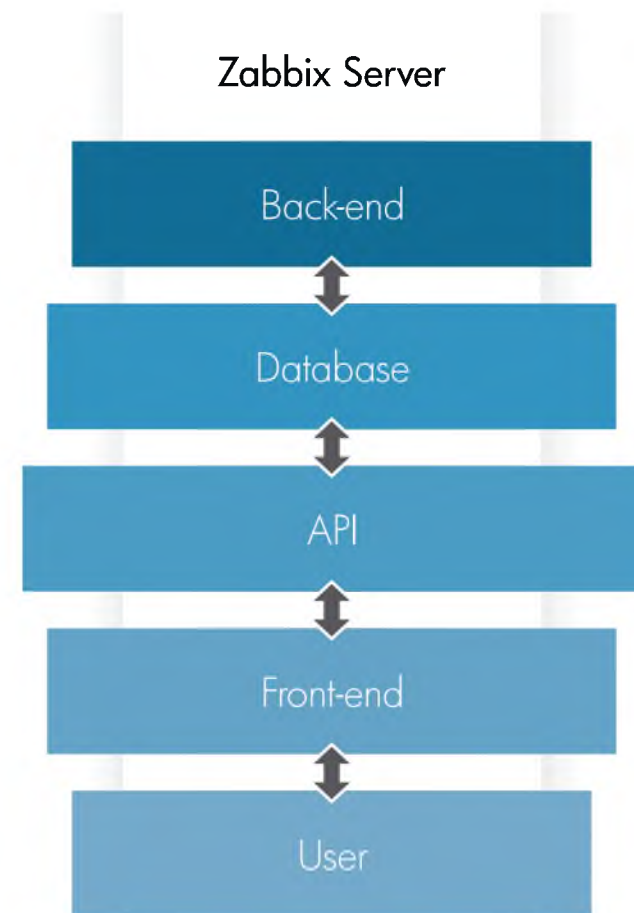 Zabbix Server
Back-end
Database
API
Front-end
User